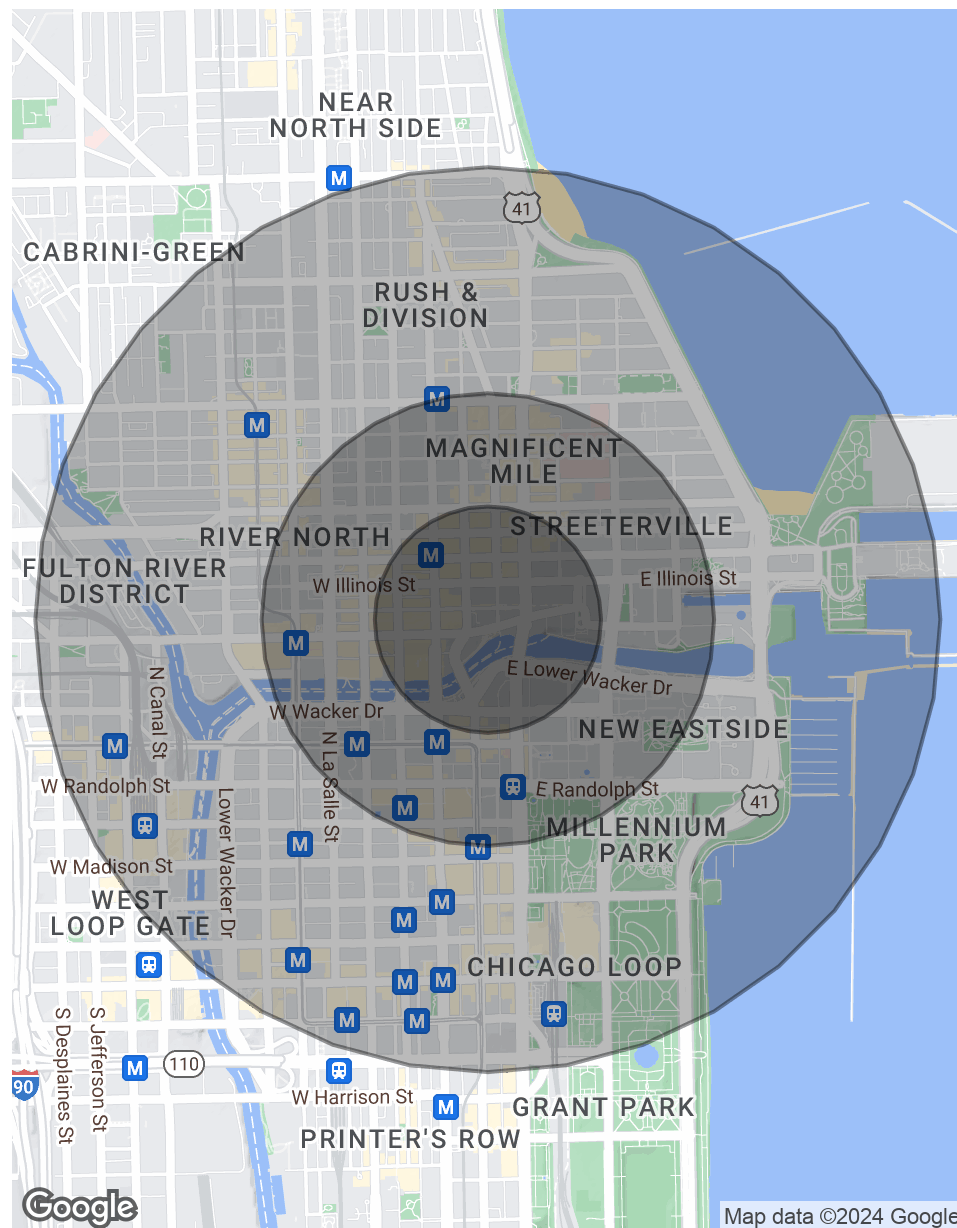 NEAR
NORTH SIDE
M
41
CABRINI-GREEN
RUSH &
DIVISION
M
M
MAGNIFICENT
MILE
STREETERVILLE
RIVER NORTH
M
FULTON RIVER
DISTRICT
W Illinois St
E Illinois St
M
E Lower Wacker Dr
N Canal St
W Wacker Dr
NEW EASTSIDE
M
M
M
N La Salle St
W Randolph St
E Randolph St
41
M
Lower Wacker Dr
MILLENNIUM
PARK
M
M
W Madison St
WEST
LOOP GATE
M
M
M
CHICAGO LOOP
M
M
M
M
S Desplaines St
S Jefferson St
M
110
90
W Harrison St
M
GRANT PARK
PRINTER'S ROW
Google
Map data ©2024 Google